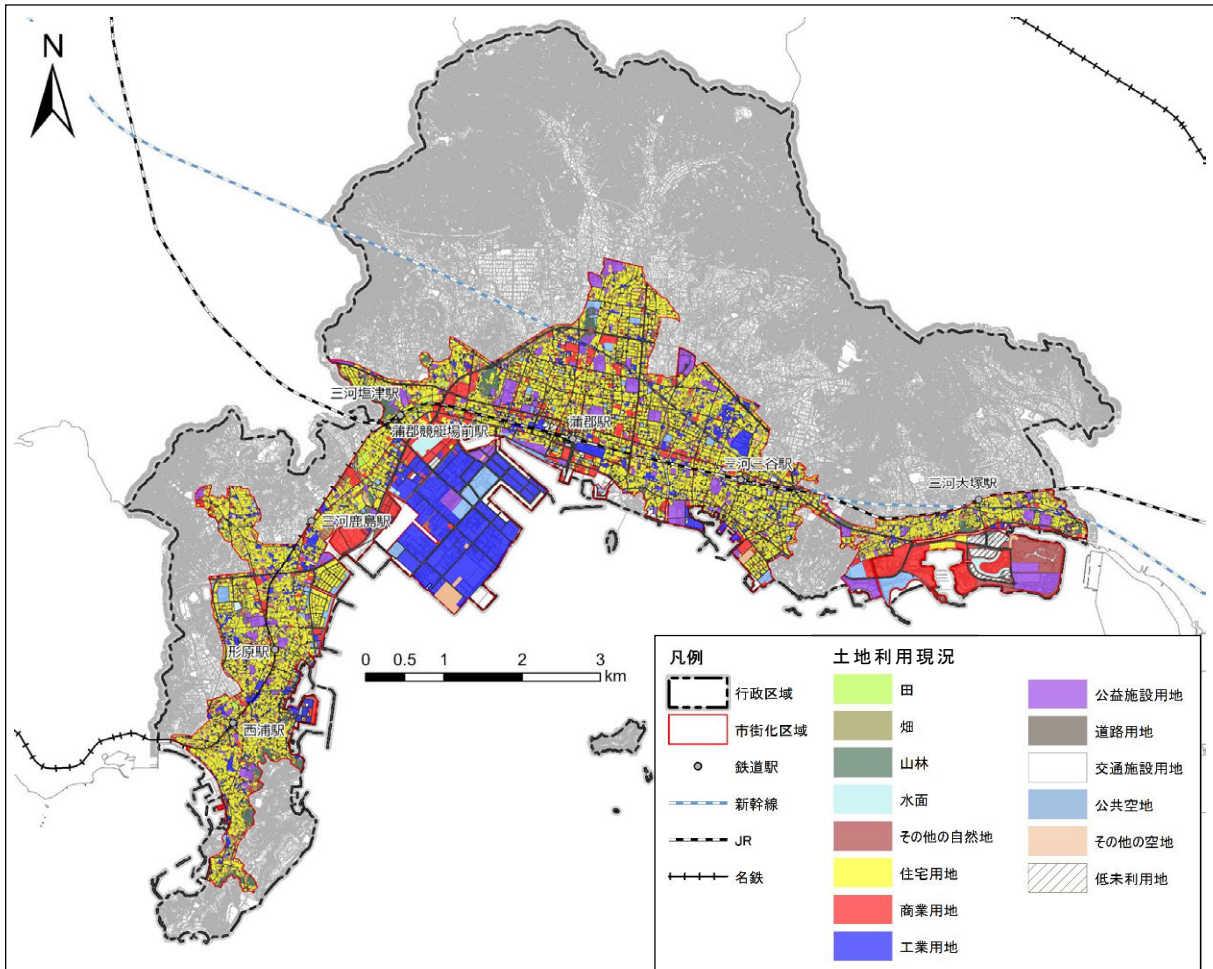 N
三河塩津駅
蒲郡競艇場前駅
蒲郡駅
三河三谷駅
三河大塚駅
三河鹿島駅
形原駅
西浦駅
0 0.5 1 2 3
km
凡例
行政区域
市街化区域
鉄道駅
新幹線
JR
名鉄
土地利用現況
田
畑
山林
水面
その他の自然地
住宅用地
商業用地
工業用地
公益施設用地
道路用地
交通施設用地
公共空地
その他の空地
低未利用地